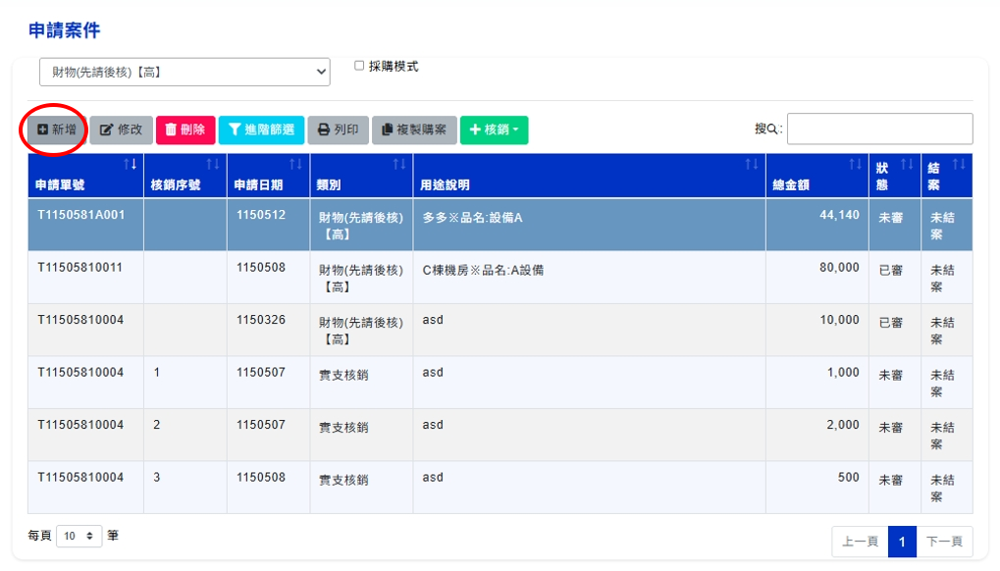 申請案件
財物(先請後核)【高】
採購模式
新增 修改 刪除 進階篩選 列印 複製購案 核銷
搜Q:
申請單號 核銷序號 申請日期 類別 用途說明 總金額 狀態 結案
T1150581A001 1150512 財物(先請後核)【高】 多多※品名:設備A 44,140 未審 未結案
T11505810011 1150508 財物(先請後核)【高】 C棟機房※品名:A設備 80,000 已審 未結案
T11505810004 1150326 財物(先請後核)【高】 asd 10,000 已審 未結案
T11505810004 1 1150507 實支核銷 asd 1,000 未審 未結案
T11505810004 2 1150507 實支核銷 asd 2,000 未審 未結案
T11505810004 3 1150508 實支核銷 asd 500 未審 未結案
每頁 10 筆
上一頁 1 下一頁